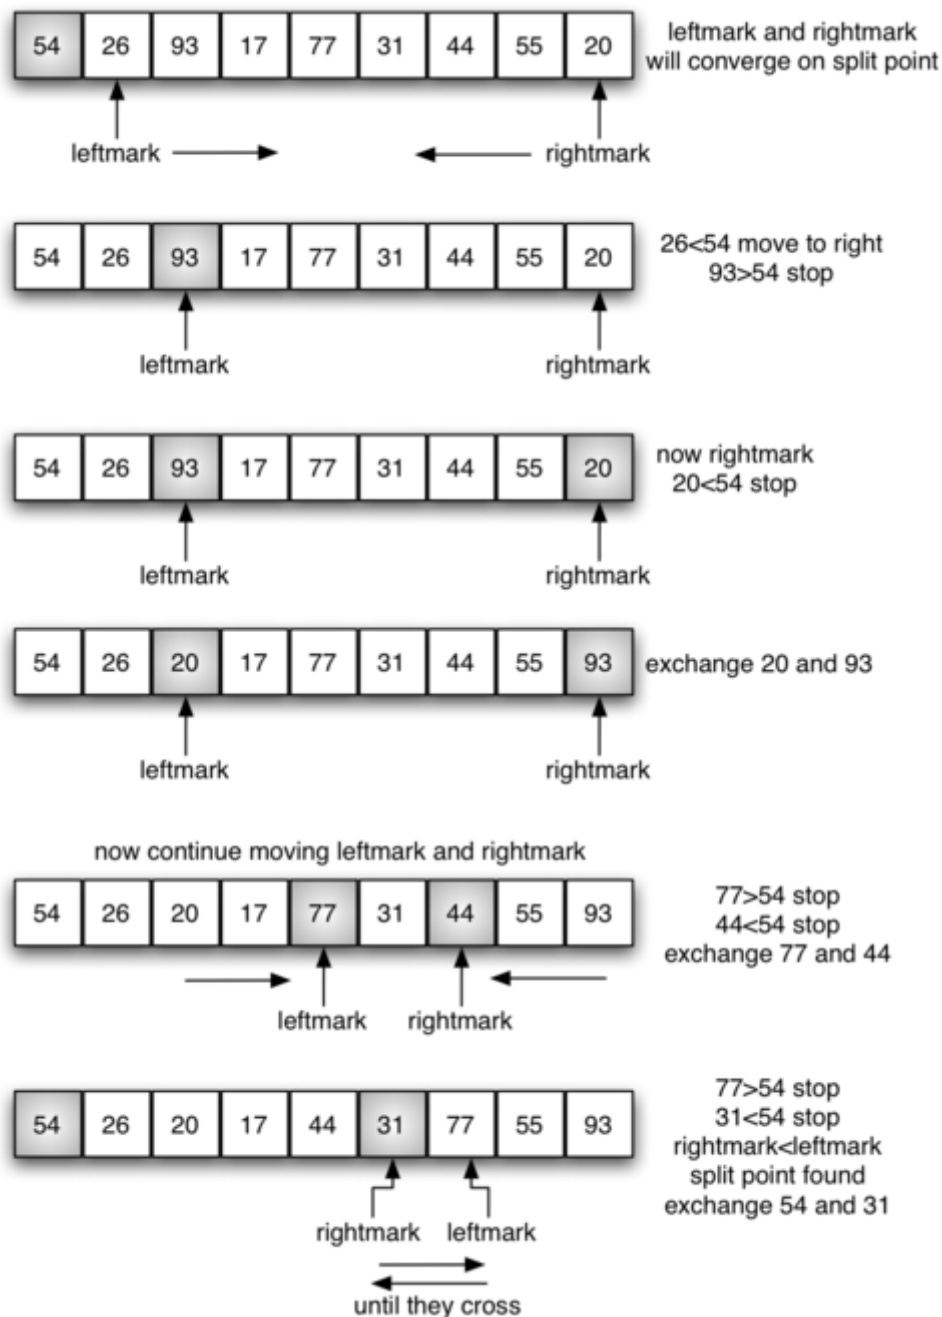 54 26 93 17 77 31 44 55 20
leftmark and rightmark
will converge on split point
leftmark rightmark
54 26 93 17 77 31 44 55 20
26<54 move to right
93>54 stop
leftmark rightmark
54 26 93 17 77 31 44 55 20
now rightmark
20<54 stop
leftmark rightmark
54 26 20 17 77 31 44 55 93
exchange 20 and 93
leftmark rightmark
now continue moving leftmark and rightmark
54 26 20 17 77 31 44 55 93
77>54 stop
44<54 stop
exchange 77 and 44
leftmark rightmark
54 26 20 17 44 31 77 55 93
77>54 stop
31<54 stop
rightmark<leftmark
split point found
exchange 54 and 31
rightmark leftmark
until they cross